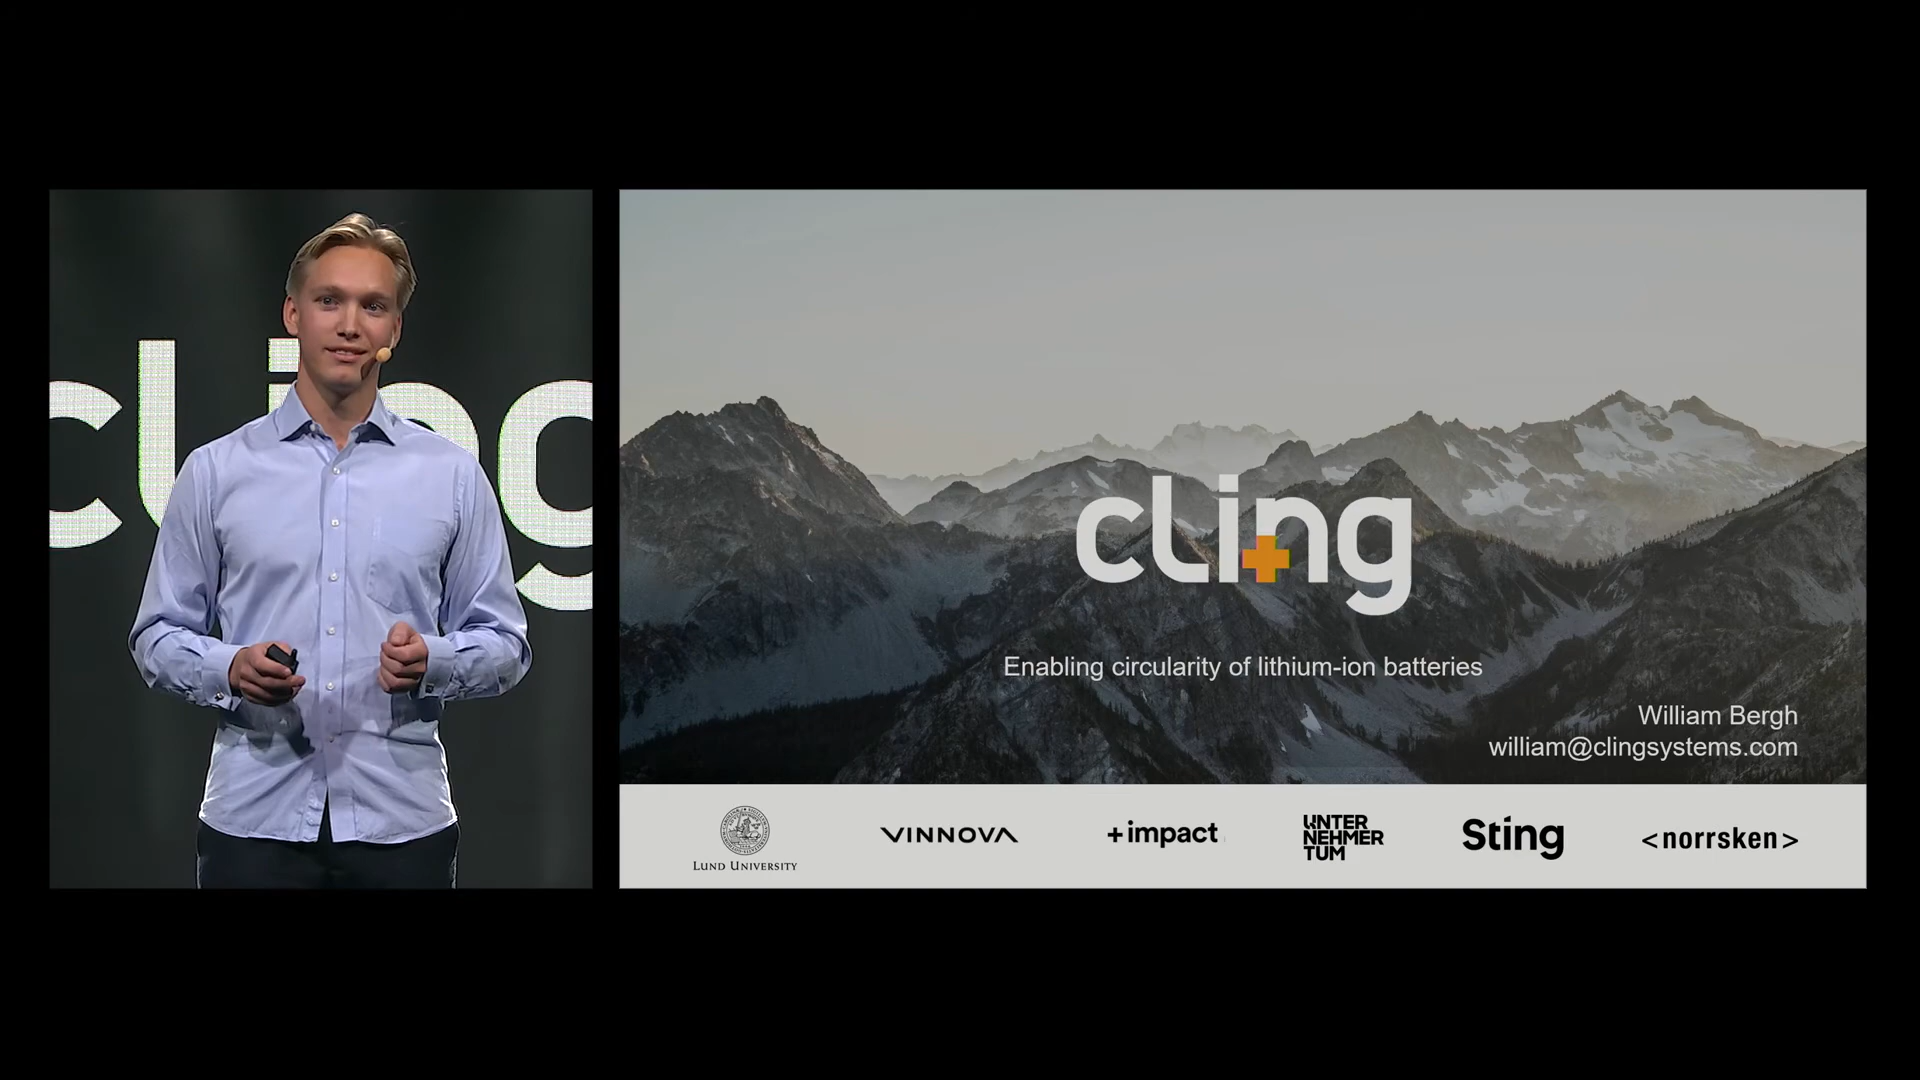 cling
cling
Enabling circularity of lithium-ion batteries
William Bergh
william@clingsystems.com
LUND UNIVERSITY
VINNOVA
+impact
UNTER
NEHMER
TUM
Sting
<norrsken>